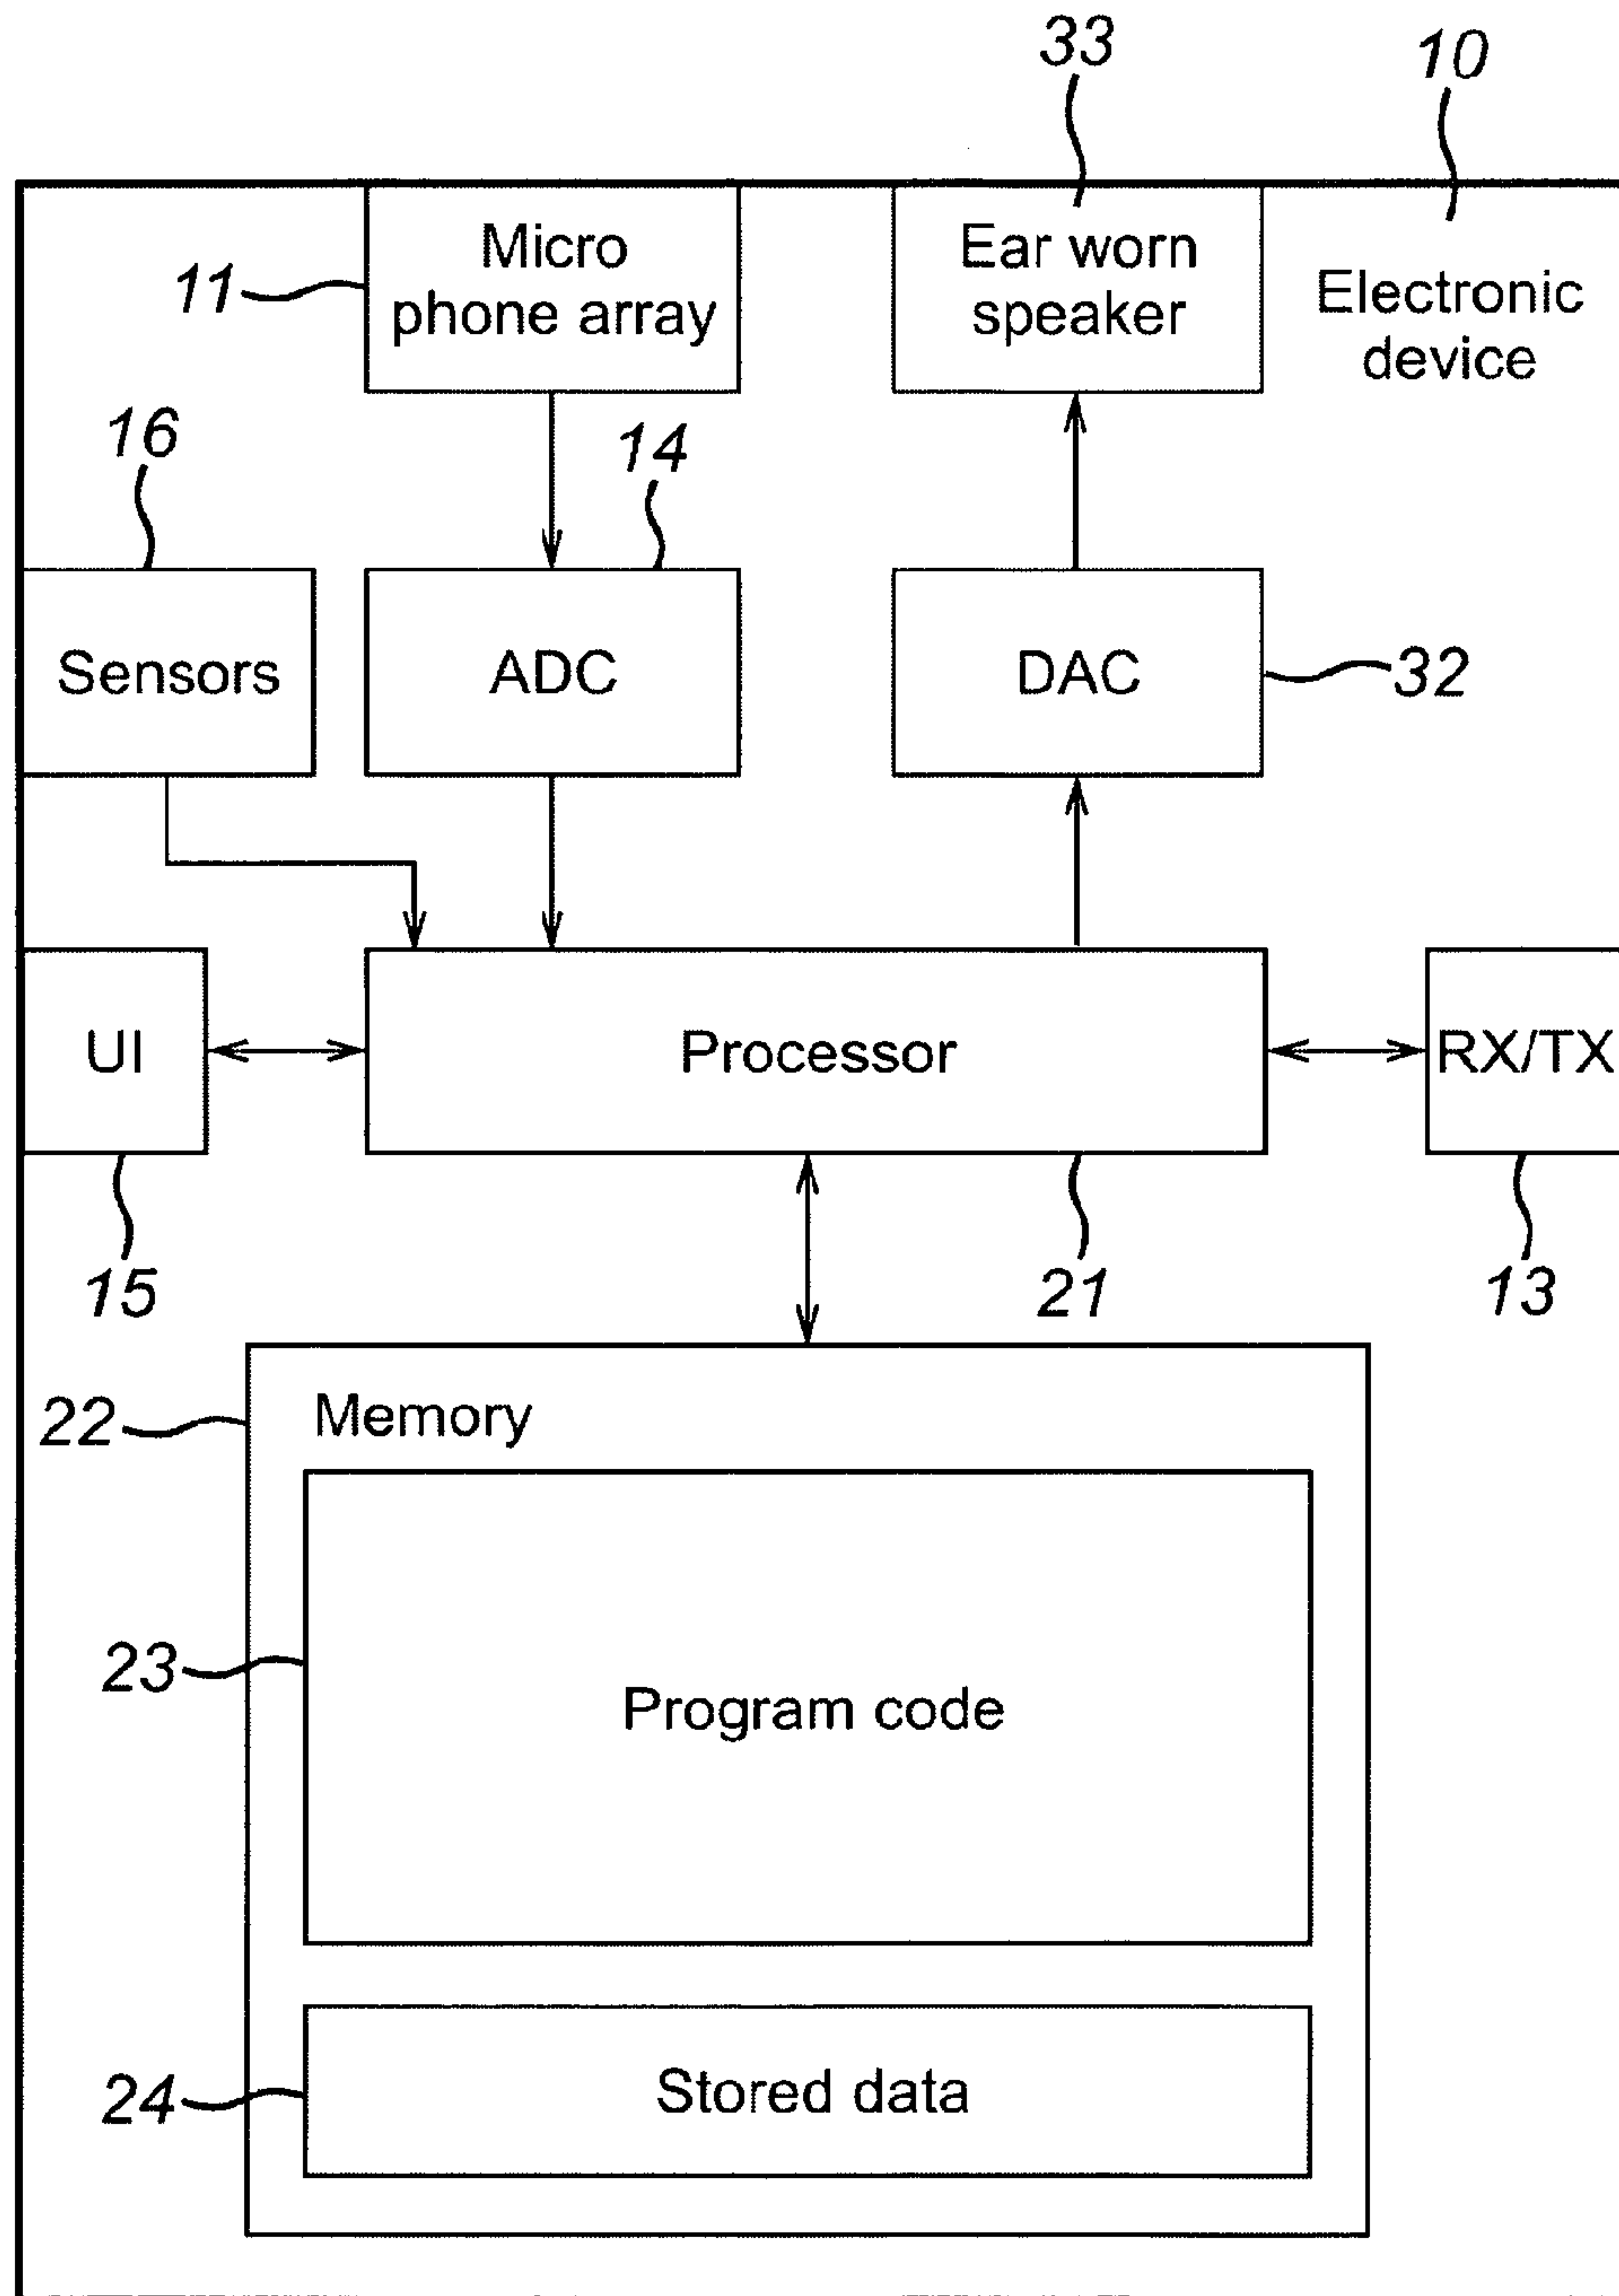 33
10
Micro
phone array
11
Ear worn
speaker
Electronic
device
16
14
Sensors
ADC
DAC
32
UI
Processor
RX/TX
15
21
13
22
Memory
23
Program code
24
Stored data